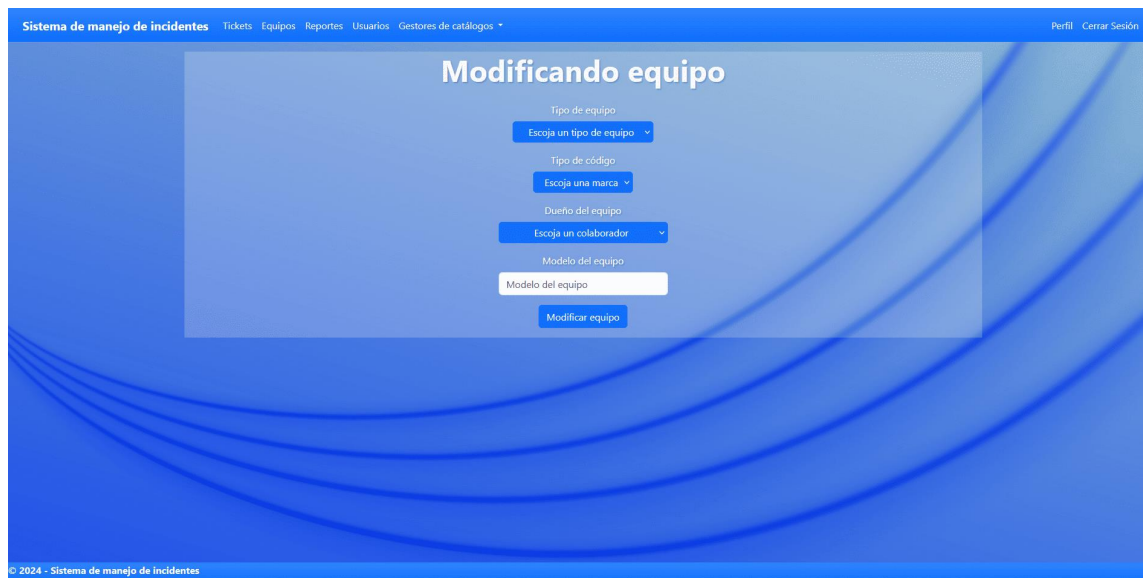 Sistema de manejo de incidentes Tickets Equipos Reportes Usuarios Gestores de catálogos Perfil Cerrar Sesión
Modificando equipo
Tipo de equipo
Escoja un tipo de equipo
Tipo de código
Escoja una marca
Dueño del equipo
Escoja un colaborador
Modelo del equipo
Modelo del equipo
Modificar equipo
© 2024 - Sistema de manejo de incidentes